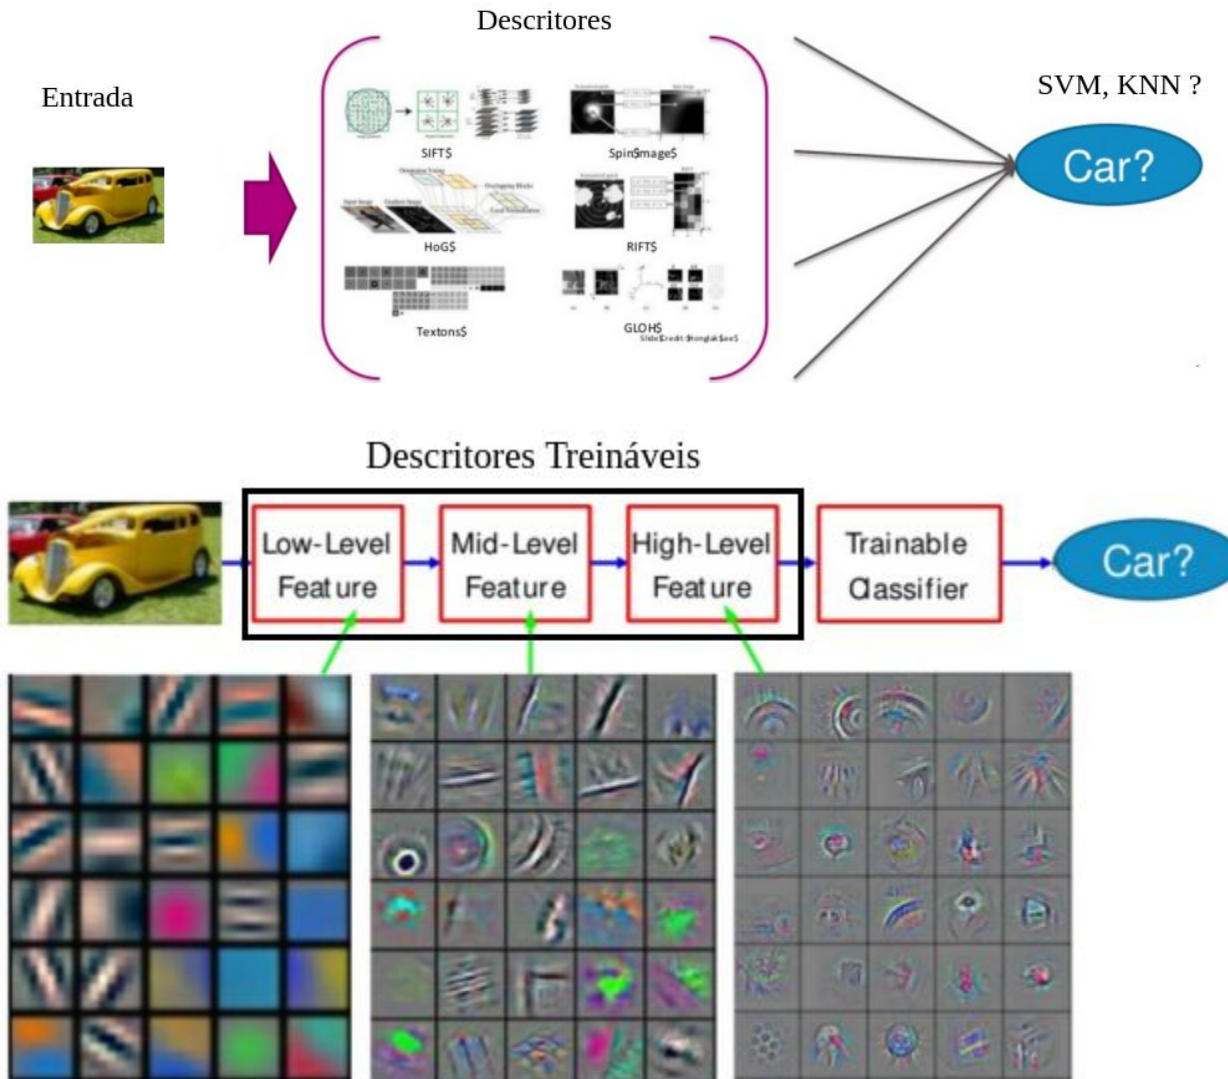 Descritores
Entrada
SVM, KNN ?
Car?
SIFT$
Spin$Image$
HoG$
RIFT$
Textons$
GLOH$
Descritores Treináveis
Low-Level
Feature
Mid-Level
Feature
High-Level
Feature
Trainable
Classifier
Car?